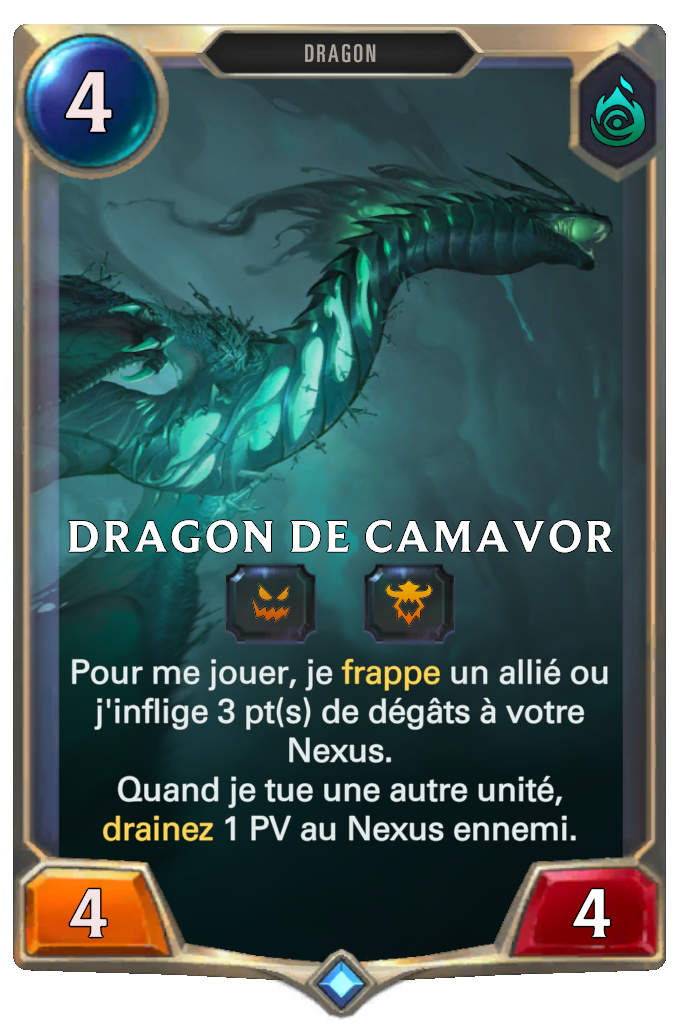 DRAGON
4
DRAGON DE CAMAVOR
Pour me jouer, je frappe un allié ou
j'inflige 3 pt(s) de dégâts à votre
Nexus.
Quand je tue une autre unité,
drainez 1 PV au Nexus ennemi.
4
4